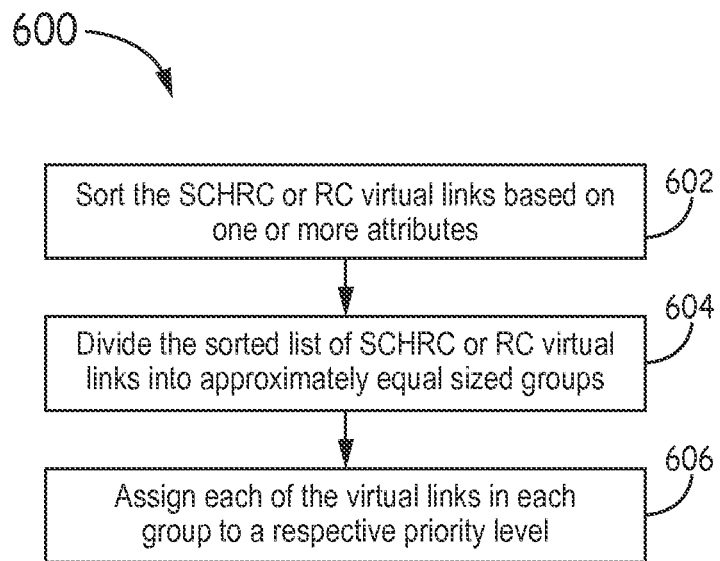 600
Sort the SCHRC or RC virtual links based on
one or more attributes
602
Divide the sorted list of SCHRC or RC virtual
links into approximately equal sized groups
604
Assign each of the virtual links in each
group to a respective priority level
606